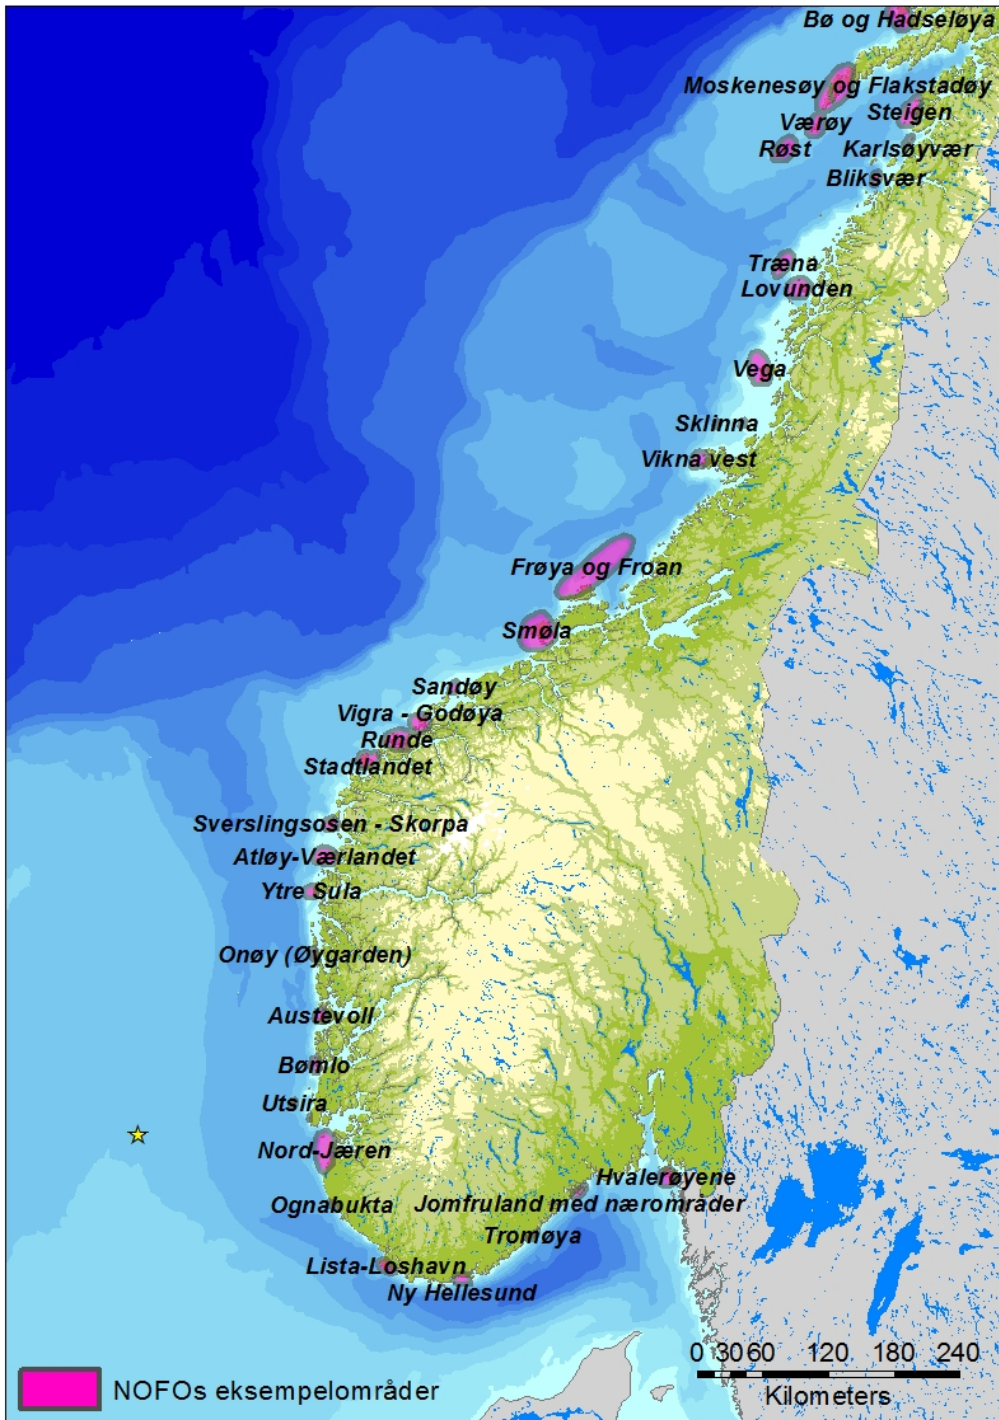 Bø og Hadseløya
Moskenesøy og Flakstadøy
Steigen
Værøy
Røst
Karlsøyvær
Bliksvær
Træna
Lovunden
Vega
Sklinna
Vikna vest
Frøya og Froan
Smøla
Sandøy
Vigra - Godøya
Runde
Stadtlandet
Sverslingsosen - Skorpa
Atløy-Værlandet
Ytre Sula
Onøy (Øygarden)
Austevoll
Bømlo
Utsira
Nord-Jæren
Hvalerøyene
Ognabukta
Jomfruland med nærområder
Tromøya
Lista-Loshavn
Ny Hellesund
0 30 60 120 180 240
Kilometers
NOFOs eksempelområder